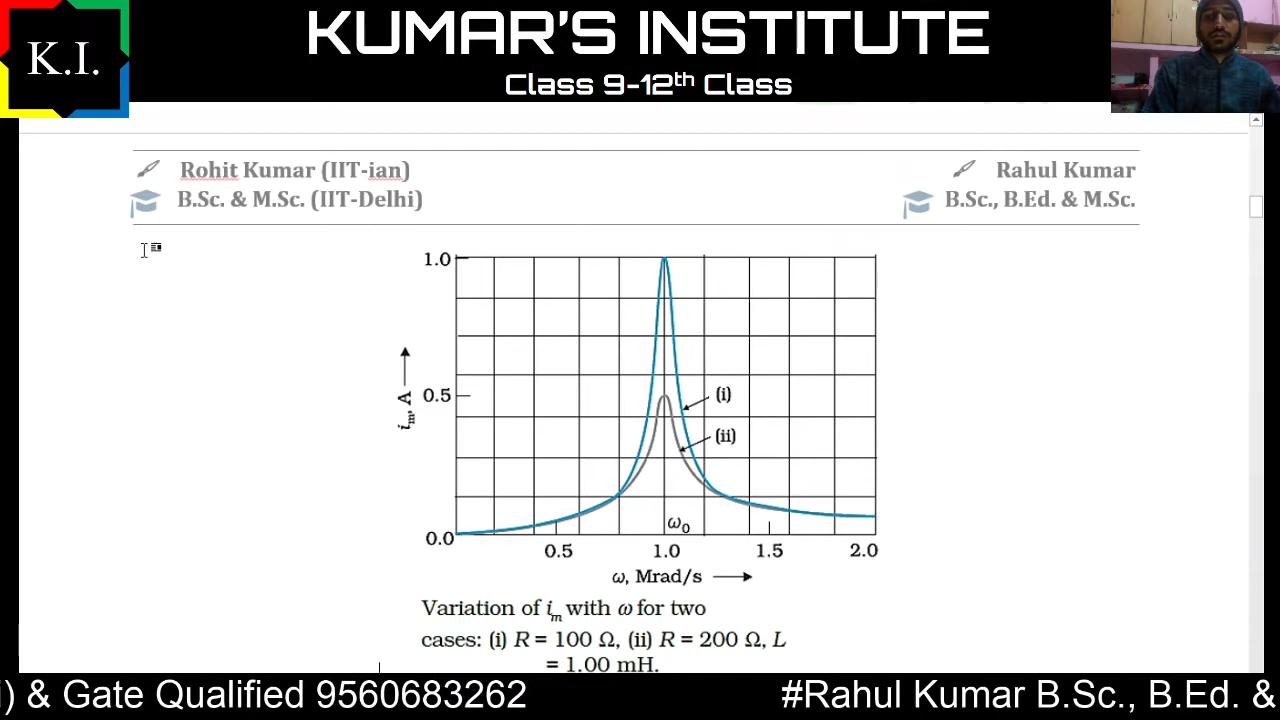 K.I.
KUMAR'S INSTITUTE
Class 9-12th Class
Rohit Kumar (IIT-ian)
B.Sc. & M.Sc. (IIT-Delhi)
Rahul Kumar
B.Sc., B.Ed. & M.Sc.
1.0
0.5
0.0
im, A
(i)
(ii)
ω0
0.5 1.0 1.5 2.0
ω, Mrad/s
Variation of im with ω for two
cases: (i) R = 100 Ω, (ii) R = 200 Ω, L
= 1.00 mH.
i) & Gate Qualified 9560683262 #Rahul Kumar B.Sc., B.Ed. &